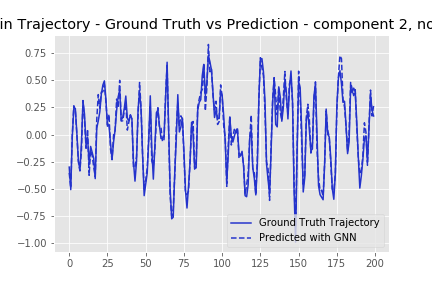 in Trajectory - Ground Truth vs Prediction - component 2, no
0.75
0.50
0.25
0.00
−0.25
−0.50
−0.75
−1.00
0 25 50 75 100 125 150 175 200
Ground Truth Trajectory
Predicted with GNN